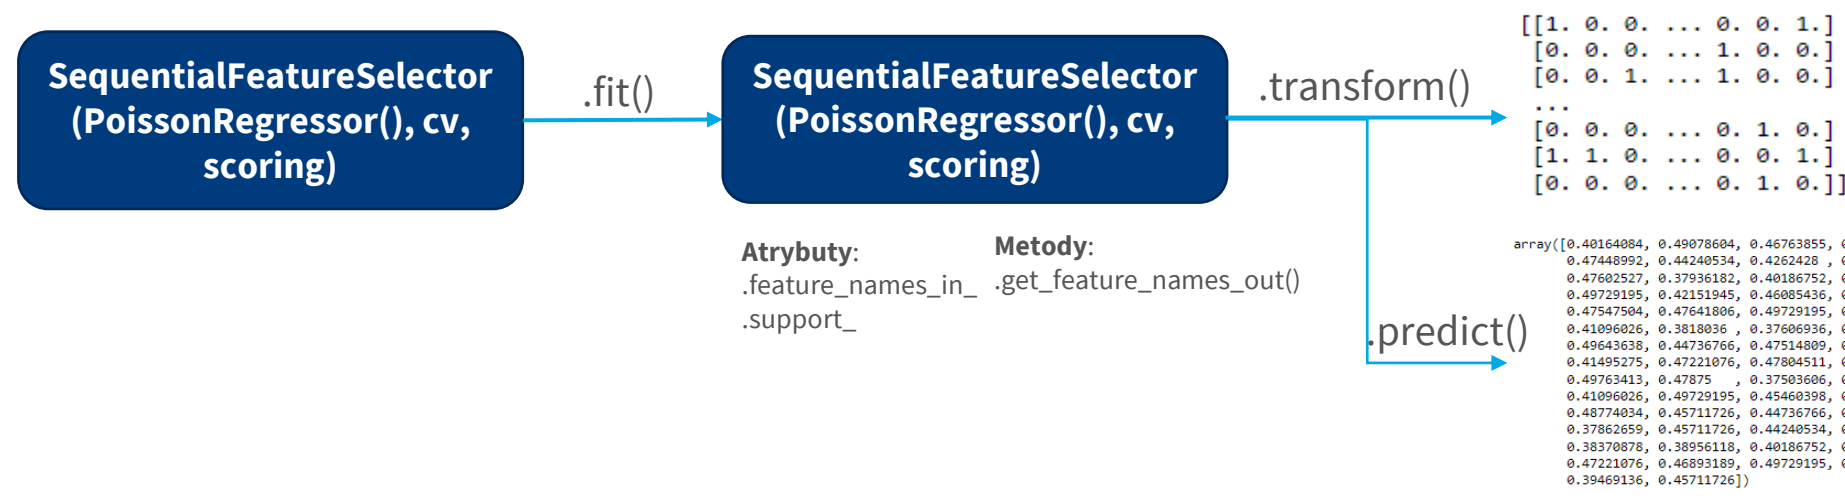 SequentialFeatureSelector
(PoissonRegressor(), cv,
scoring)
.fit()
SequentialFeatureSelector
(PoissonRegressor(), cv,
scoring)
Atrybuty:
.feature_names_in_
.support_
Metody:
.get_feature_names_out()
.transform()
[[1. 0. 0. ... 0. 0. 1.]
[0. 0. 0. ... 1. 0. 0.]
[0. 0. 1. ... 1. 0. 0.]
...
[0. 0. 0. ... 0. 1. 0.]
[1. 1. 0. ... 0. 0. 1.]
[0. 0. 0. ... 0. 1. 0.]]
.predict()
array([0.40164084, 0.49078604, 0.46763855,
0.47448992, 0.44240534, 0.4262428 ,
0.47602527, 0.37936182, 0.40186752,
0.49729195, 0.42151945, 0.46085436,
0.47547504, 0.47641806, 0.49729195,
0.41096026, 0.3818036 , 0.37606936,
0.49643638, 0.44736766, 0.47514809,
0.41495275, 0.47221076, 0.47804511,
0.49763413, 0.47875   , 0.37503606,
0.41096026, 0.49729195, 0.45460398,
0.48774034, 0.45711726, 0.44736766,
0.37862659, 0.45711726, 0.44240534,
0.38370878, 0.38956118, 0.40186752,
0.47221076, 0.46893189, 0.49729195,
0.39469136, 0.45711726])